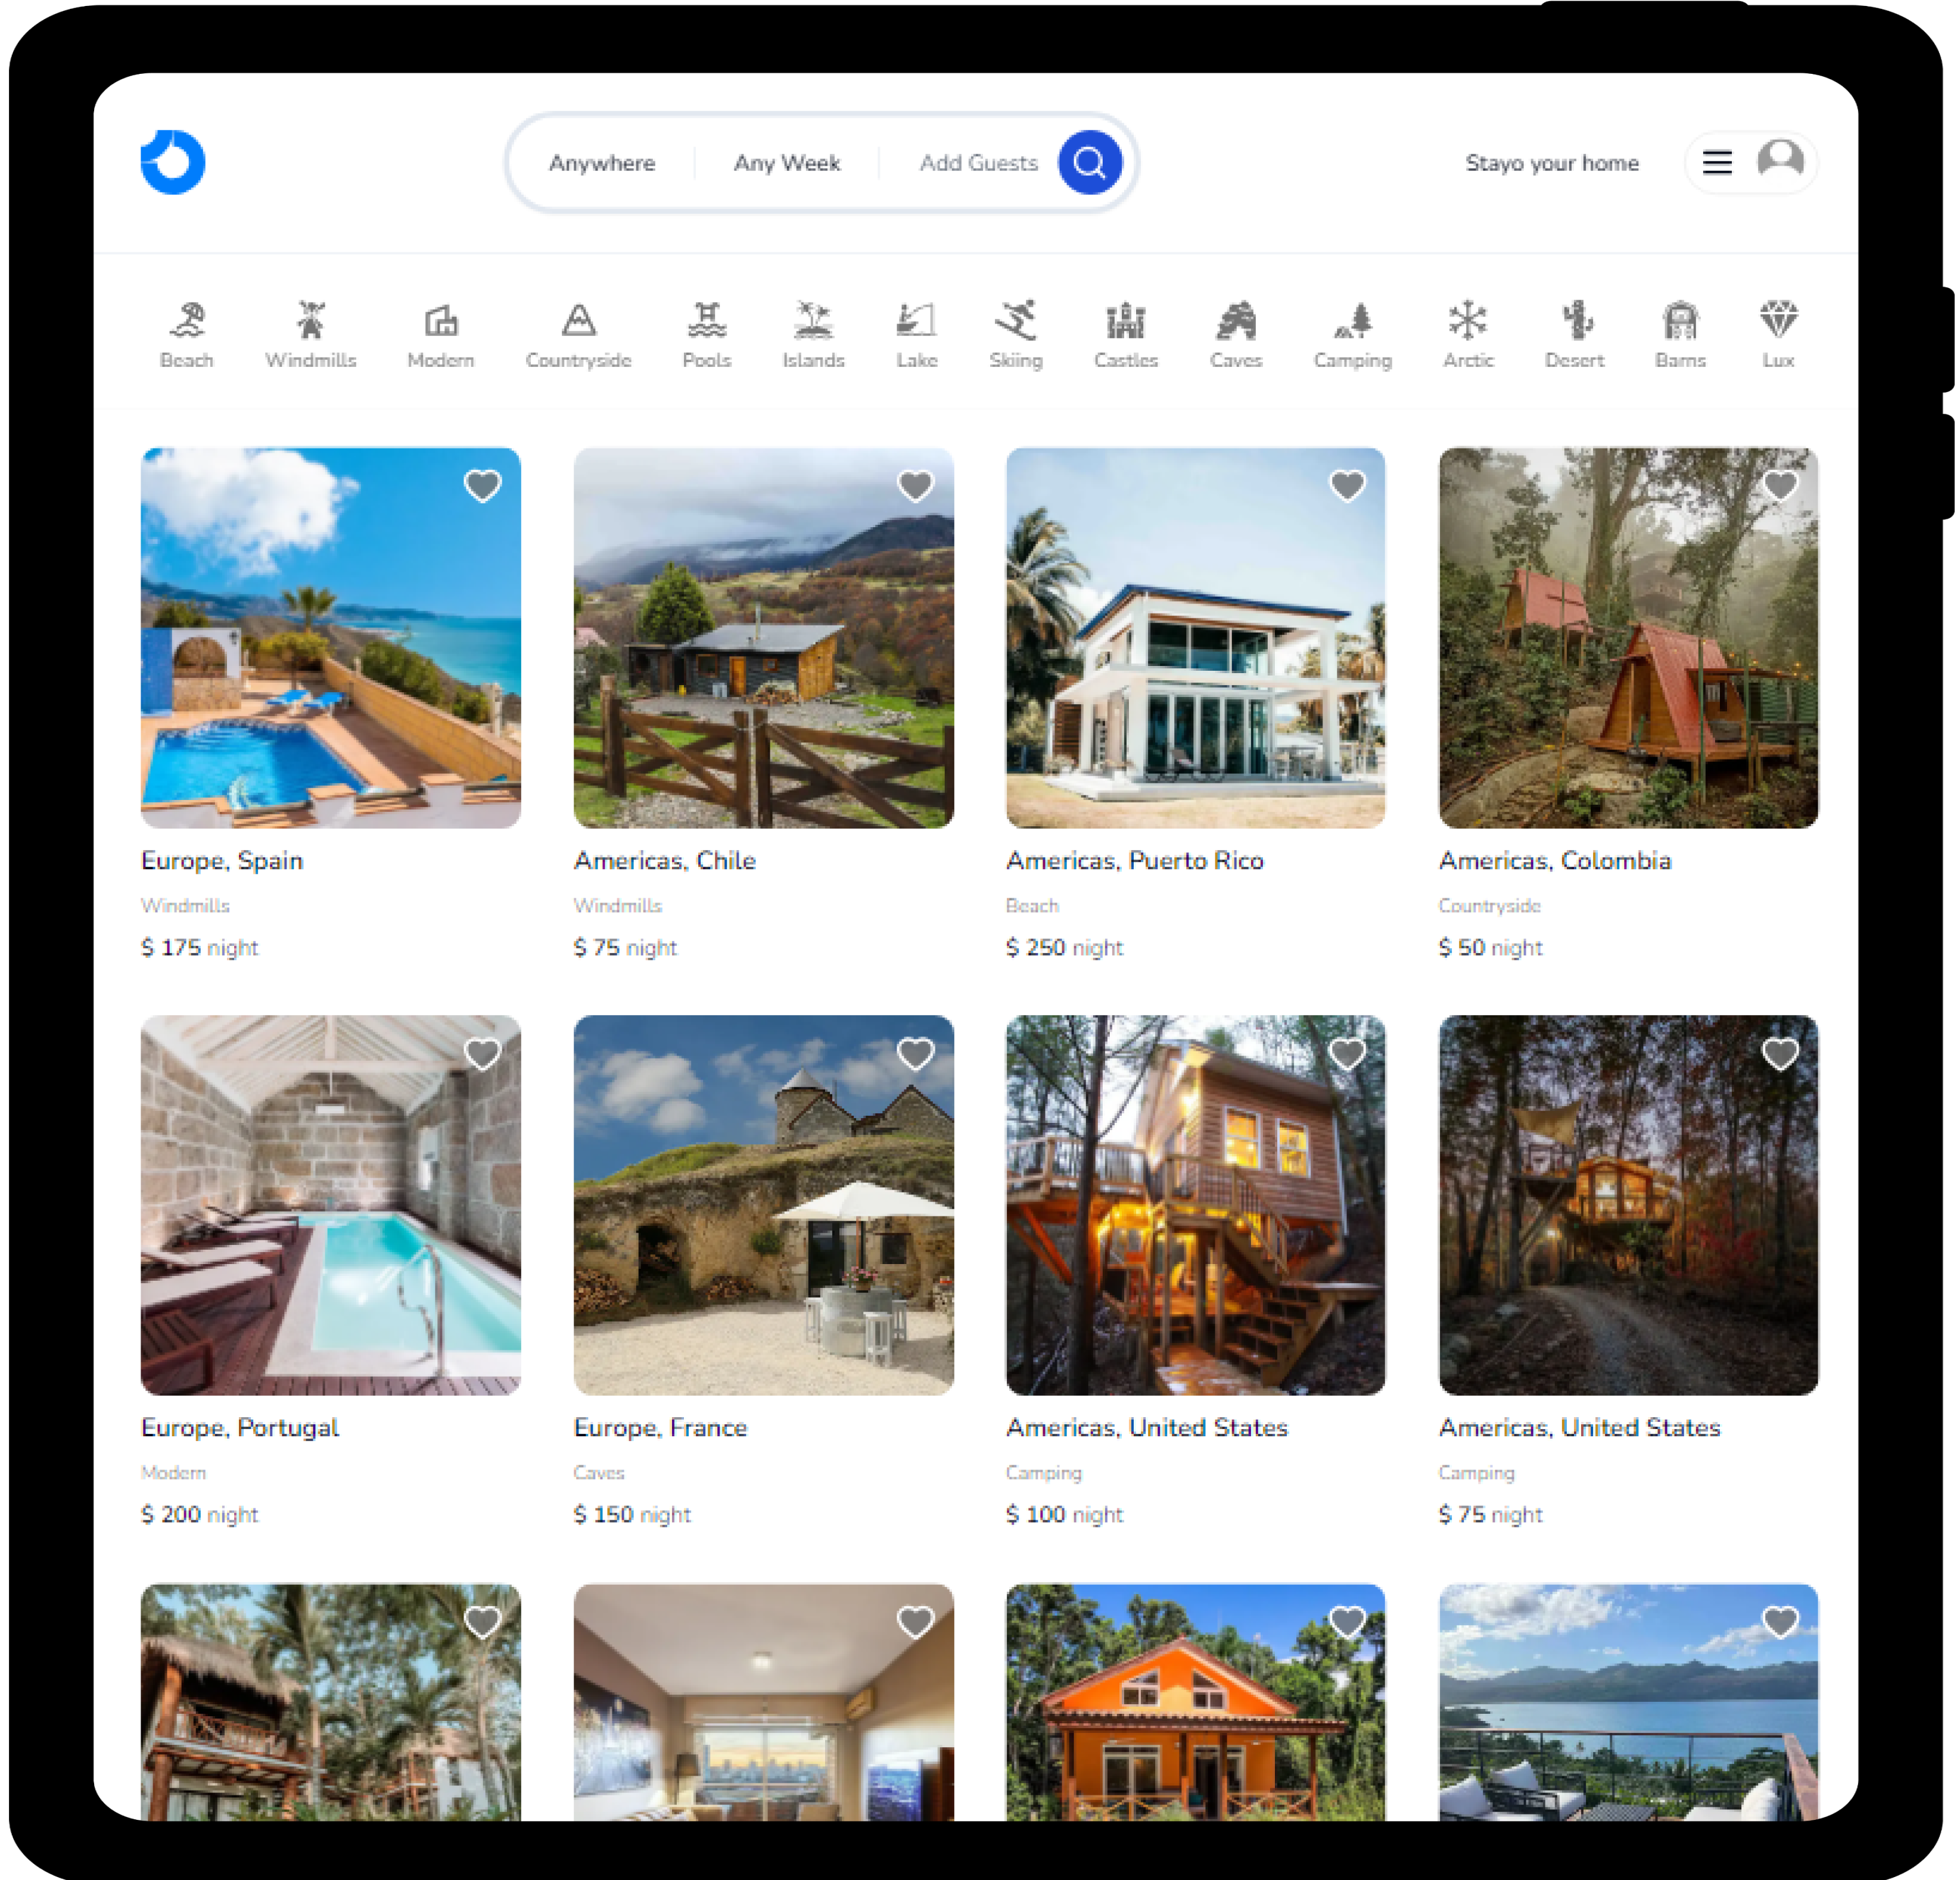 Anywhere
Any Week
Add Guests
Stayo your home
Beach
Windmills
Modern
Countryside
Pools
Islands
Lake
Skiing
Castles
Caves
Camping
Arctic
Desert
Barns
Lux
Europe, Spain
Windmills
$ 175 night
Americas, Chile
Windmills
$ 75 night
Americas, Puerto Rico
Beach
$ 250 night
Americas, Colombia
Countryside
$ 50 night
Europe, Portugal
Modern
$ 200 night
Europe, France
Caves
$ 150 night
Americas, United States
Camping
$ 100 night
Americas, United States
Camping
$ 75 night